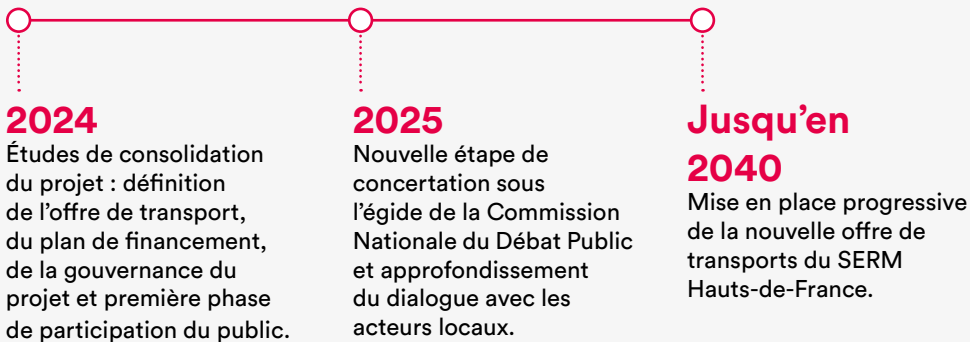 2024
Études de consolidation
du projet : définition
de l’offre de transport,
du plan de financement,
de la gouvernance du
projet et première phase
de participation du public.
2025
Nouvelle étape de
concertation sous
l’égide de la Commission
Nationale du Débat Public
et approfondissement
du dialogue avec les
acteurs locaux.
Jusqu’en
2040
Mise en place progressive
de la nouvelle offre de
transports du SERM
Hauts-de-France.